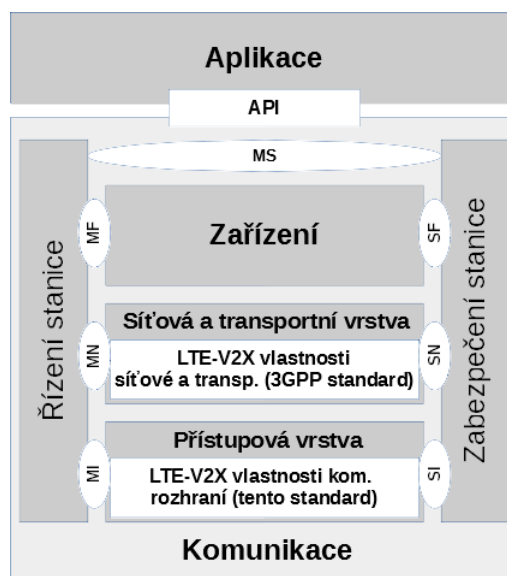 Aplikace
API
MS
Řízení stanice
MF
Zařízení
SF
Zabezpečení stanice
Síťová a transportní vrstva
MN
LTE-V2X vlastnosti
síťové a transp. (3GPP standard)
SN
Přístupová vrstva
MI
LTE-V2X vlastnosti kom.
rozhraní (tento standard)
SI
Komunikace